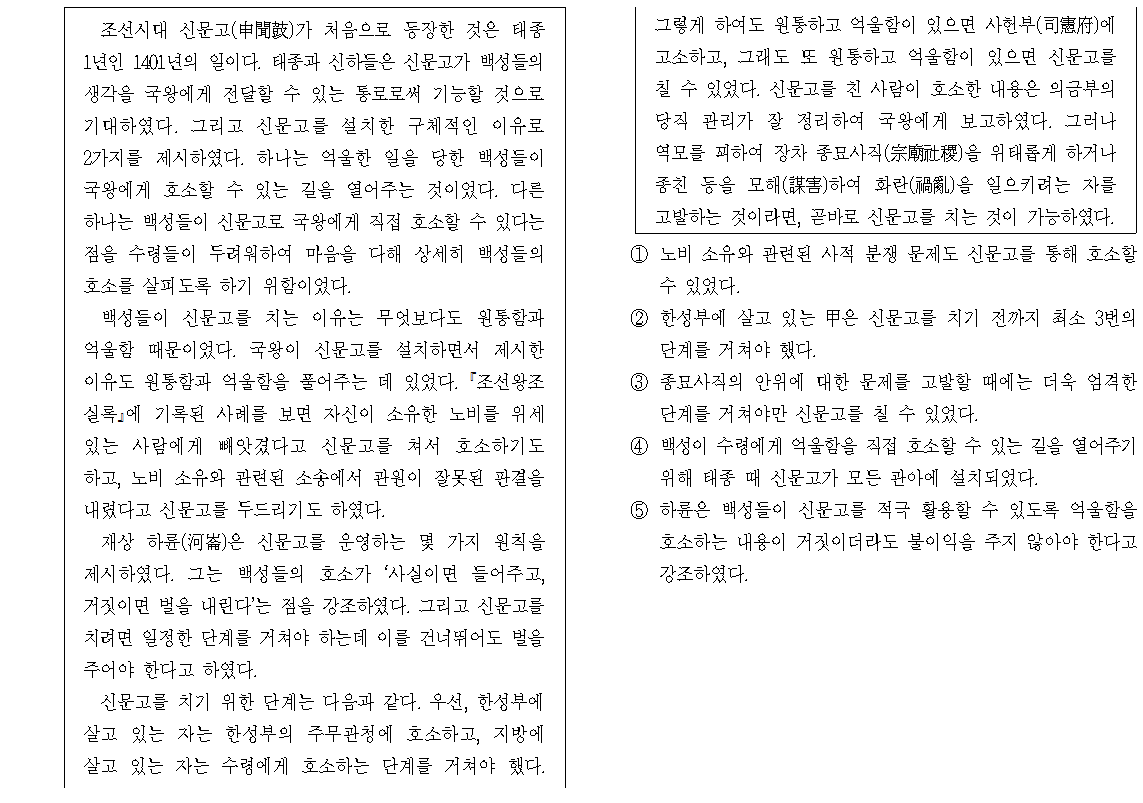 조선시대 신문고(申聞鼓)가 처음으로 등장한 것은 태종
1년인 1401년의 일이다. 태종과 신하들은 신문고가 백성들의
생각을 국왕에게 전달할 수 있는 통로로써 기능할 것으로
기대하였다. 그리고 신문고를 설치한 구체적인 이유로
2가지를 제시하였다. 하나는 억울한 일을 당한 백성들이
국왕에게 호소할 수 있는 길을 열어주는 것이었다. 다른
하나는 백성들이 신문고로 국왕에게 직접 호소할 수 있다는
점을 수령들이 두려워하여 마음을 다해 상세히 백성들의
호소를 살피도록 하기 위함이었다.
백성들이 신문고를 치는 이유는 무엇보다도 원통함과
억울함 때문이었다. 국왕이 신문고를 설치하면서 제시한
이유도 원통함과 억울함을 풀어주는 데 있었다. 『조선왕조
실록』에 기록된 사례를 보면 자신이 소유한 노비를 위세
있는 사람에게 빼앗겼다고 신문고를 쳐서 호소하기도
하고, 노비 소유와 관련된 소송에서 관원이 잘못된 판결을
내렸다고 신문고를 두드리기도 하였다.
재상 하륜(河崙)은 신문고를 운영하는 몇 가지 원칙을
제시하였다. 그는 백성들의 호소가 ‘사실이면 들어주고,
거짓이면 벌을 내린다’는 점을 강조하였다. 그리고 신문고를
치려면 일정한 단계를 거쳐야 하는데 이를 건너뛰어도 벌을
주어야 한다고 하였다.
신문고를 치기 위한 단계는 다음과 같다. 우선, 한성부에
살고 있는 자는 한성부의 주무관청에 호소하고, 지방에
살고 있는 자는 수령에게 호소하는 단계를 거쳐야 했다.
그렇게 하여도 원통하고 억울함이 있으면 사헌부(司憲府)에
고소하고, 그래도 또 원통하고 억울함이 있으면 신문고를
칠 수 있었다. 신문고를 친 사람이 호소한 내용은 의금부의
당직 관리가 잘 정리하여 국왕에게 보고하였다. 그러나
역모를 꾀하여 장차 종묘사직(宗廟社稷)을 위태롭게 하거나
종친 등을 모해(謀害)하여 화란(禍亂)을 일으키려는 자를
고발하는 것이라면, 곧바로 신문고를 치는 것이 가능하였다.
① 노비 소유와 관련된 사적 분쟁 문제도 신문고를 통해 호소할
수 있었다.
② 한성부에 살고 있는 甲은 신문고를 치기 전까지 최소 3번의
단계를 거쳐야 했다.
③ 종묘사직의 안위에 대한 문제를 고발할 때에는 더욱 엄격한
단계를 거쳐야만 신문고를 칠 수 있었다.
④ 백성이 수령에게 억울함을 직접 호소할 수 있는 길을 열어주기
위해 태종 때 신문고가 모든 관아에 설치되었다.
⑤ 하륜은 백성들이 신문고를 적극 활용할 수 있도록 억울함을
호소하는 내용이 거짓이더라도 불이익을 주지 않아야 한다고
강조하였다.